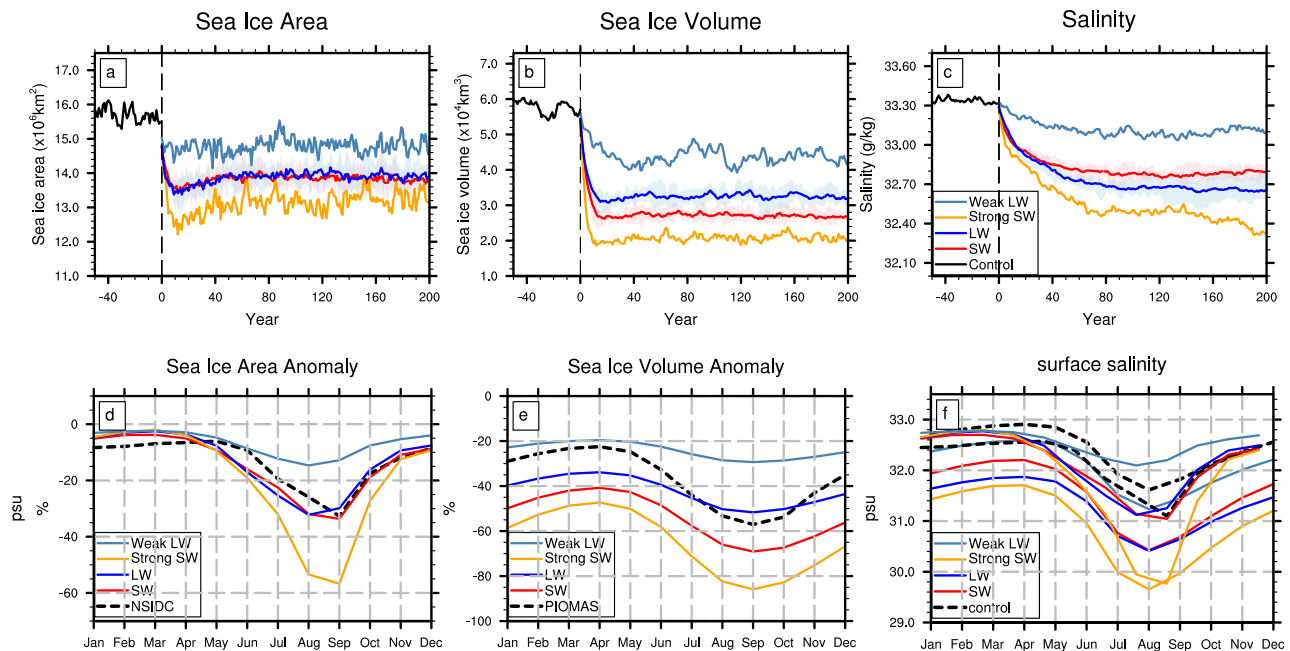 Sea Ice Area
Sea Ice Volume
Salinity
a
17.0
16.0
15.0
14.0
13.0
12.0
11.0
Sea ice area (x10⁶km²)
-40 0 40 80 120 160 200
Year
b
7.0
6.0
5.0
4.0
3.0
2.0
1.0
Sea ice volume (x10⁴km³)
-40 0 40 80 120 160 200
Year
c
33.60
33.30
33.00
32.70
32.40
32.10
Salinity (g/kg)
Weak LW
Strong SW
LW
SW
Control
-40 0 40 80 120 160 200
Year
Sea Ice Area Anomaly
Sea Ice Volume Anomaly
surface salinity
d
0
-20
-40
-60
psu
%
Weak LW
Strong SW
LW
SW
NSIDC
Jan Feb Mar Apr May Jun Jul Aug Sep Oct Nov Dec
e
0
-20
-40
-60
-80
-100
%
Weak LW
Strong SW
LW
SW
PIOMAS
Jan Feb Mar Apr May Jun Jul Aug Sep Oct Nov Dec
f
33.0
32.0
31.0
30.0
29.0
psu
Weak LW
Strong SW
LW
SW
control
Jan Feb Mar Apr May Jun Jul Aug Sep Oct Nov Dec